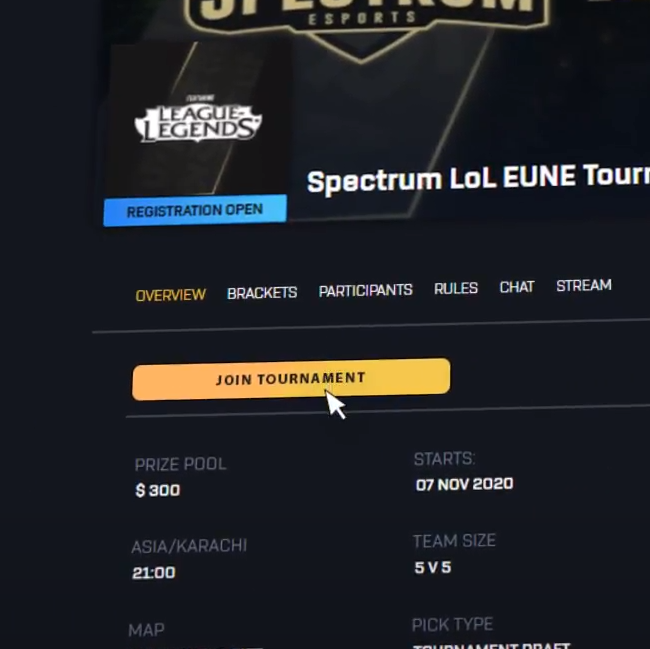 SPECTRUM
ESPORTS
FEATURING
LEAGUE
LEGENDS
REGISTRATION OPEN
Spectrum LoL EUNE Tourn
OVERVIEW BRACKETS PARTICIPANTS RULES CHAT STREAM
JOIN TOURNAMENT
PRIZE POOL STARTS:
$ 300 07 NOV 2020
ASIA/KARACHI TEAM SIZE
21:00 5 V 5
MAP PICK TYPE
TOURNAMENT DRAFT